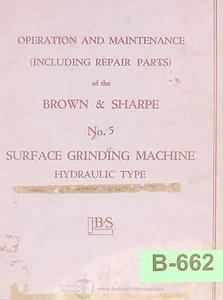 OPERATION AND MAINTENANCE
(INCLUDING REPAIR PARTS)
of the
BROWN & SHARPE
No. 5
SURFACE GRINDING MACHINE
HYDRAULIC TYPE
BS
B-662